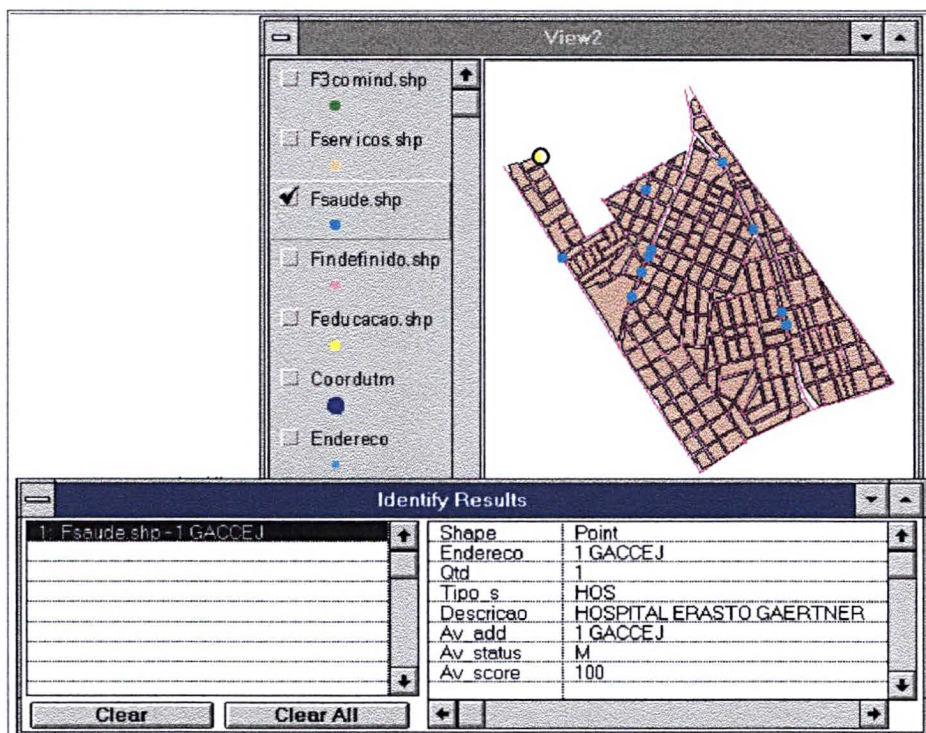 View2
F3comind.shp
Fservicos.shp
Fsaude.shp
Findefinido.shp
Feducacao.shp
Coordutm
Endereco
Identify Results
1: Fsaude.shp - 1 GACCEJ
Shape Point
Endereco 1 GACCEJ
Qtd 1
Tipo_s HOS
Descricao HOSPITAL ERASTO GAERTNER
Av_add 1 GACCEJ
Av_status M
Av_score 100
Clear Clear All